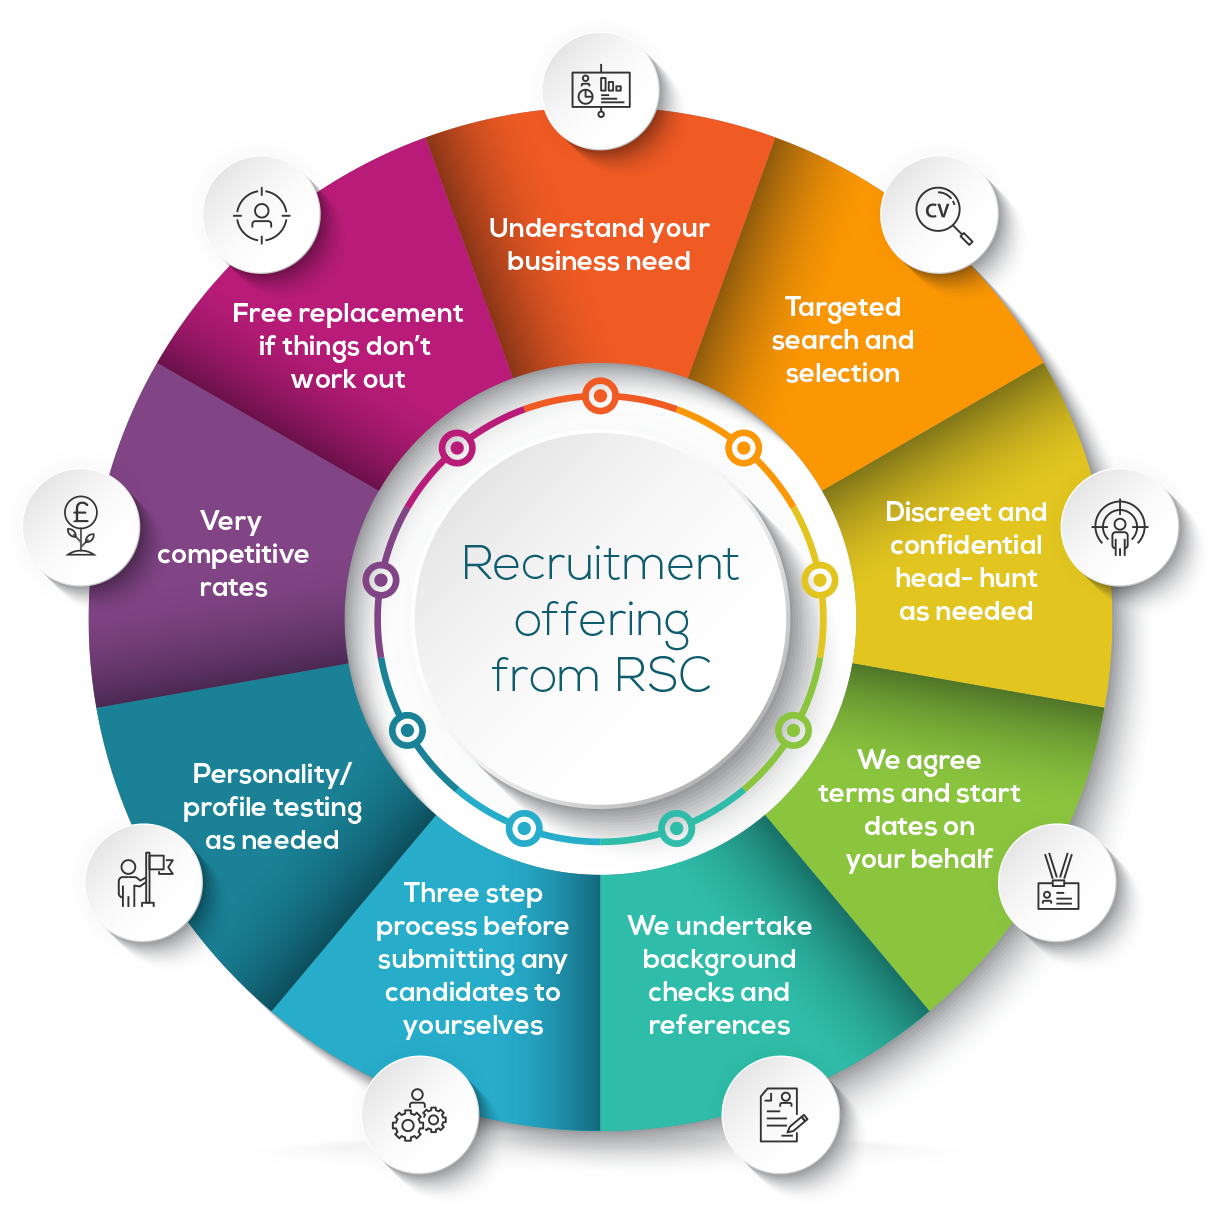 Understand your
business need
CV
Targeted
search and
selection
Discreet and
confidential
head- hunt
as needed
We agree
terms and start
dates on
your behalf
We undertake
background
checks and
references
Three step
process before
submitting any
candidates to
yourselves
Personality/
profile testing
as needed
£
Very
competitive
rates
Free replacement
if things don’t
work out
Recruitment
offering
from RSC